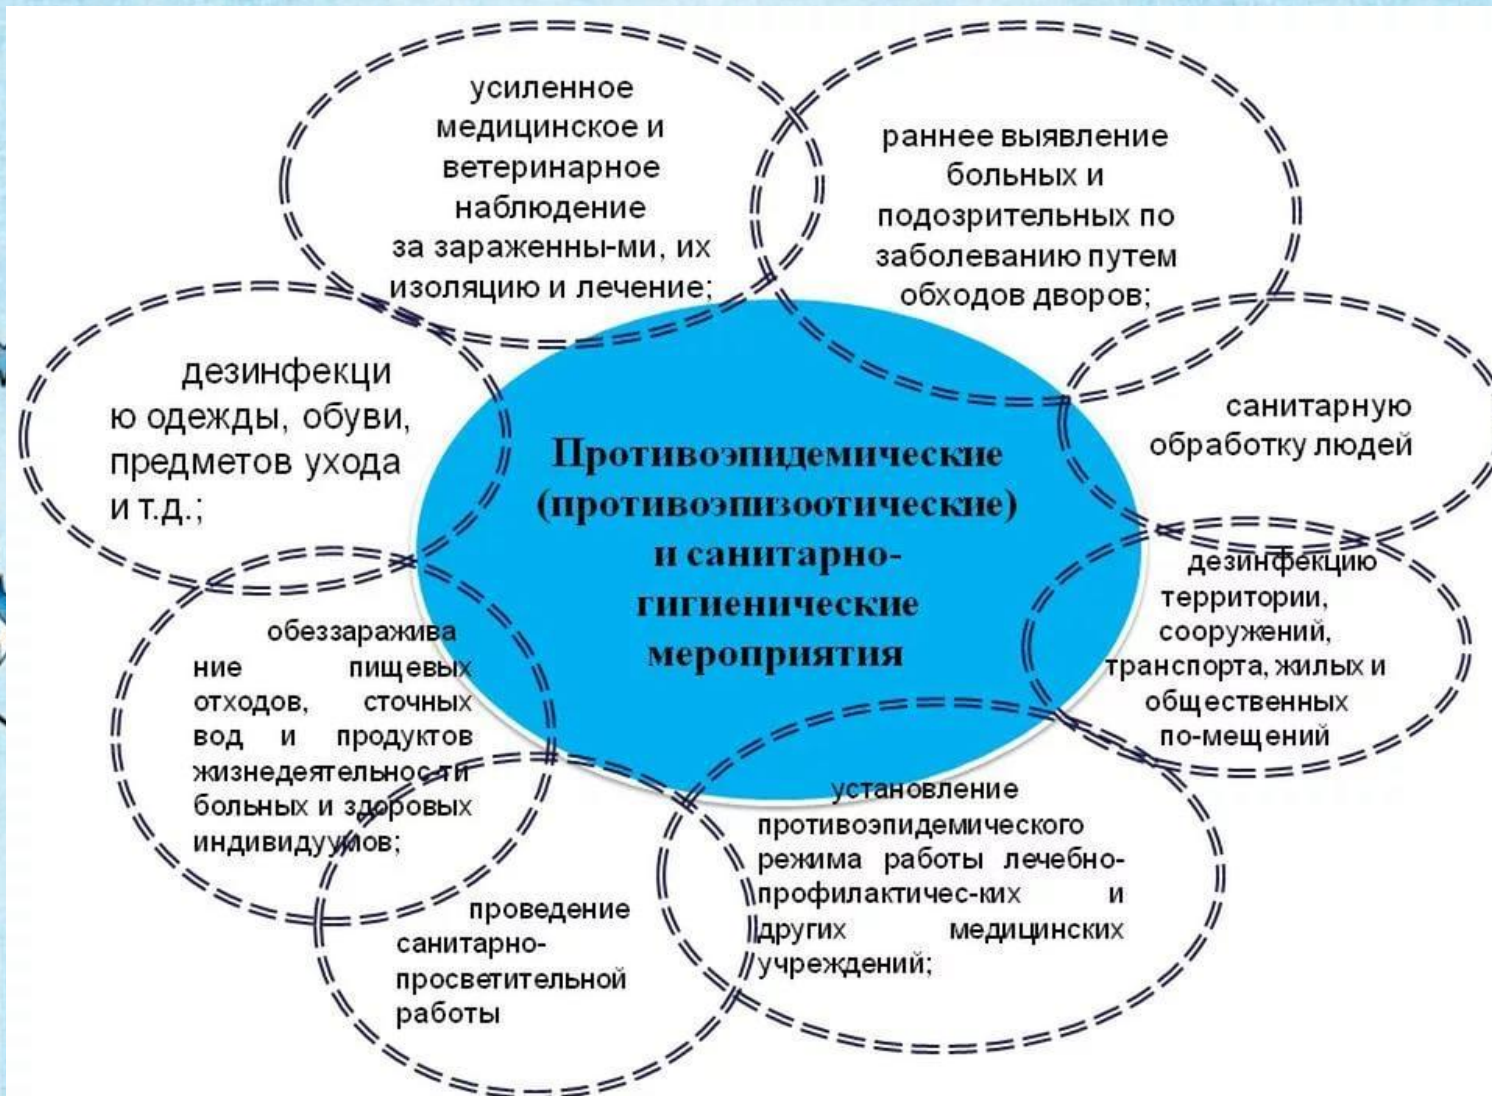 усиленное
медицинское и
ветеринарное
наблюдение
за зараженны-ми, их
изоляцию и лечение;
раннее выявление
больных и
подозрительных по
заболеванию путем
обходов дворов;
санитарную
обработку людей
дезинфекцию
территории,
сооружений,
транспорта, жилых и
общественных
по-мещений
установление
противоэпидемического
режима работы лечебно-
профилактичес-ких и
других медицинских
учреждений;
проведение
санитарно-
просветительной
работы
обеззаражива
ние пищевых
отходов, сточных
вод и продуктов
жизнедеятельнос-ти
больных и здоровых
индивидуумов;
дезинфекци
ю одежды, обуви,
предметов ухода
и т.д.;
Противоэпидемические
(противоэпизоотические)
и санитарно-
гигиенические
мероприятия